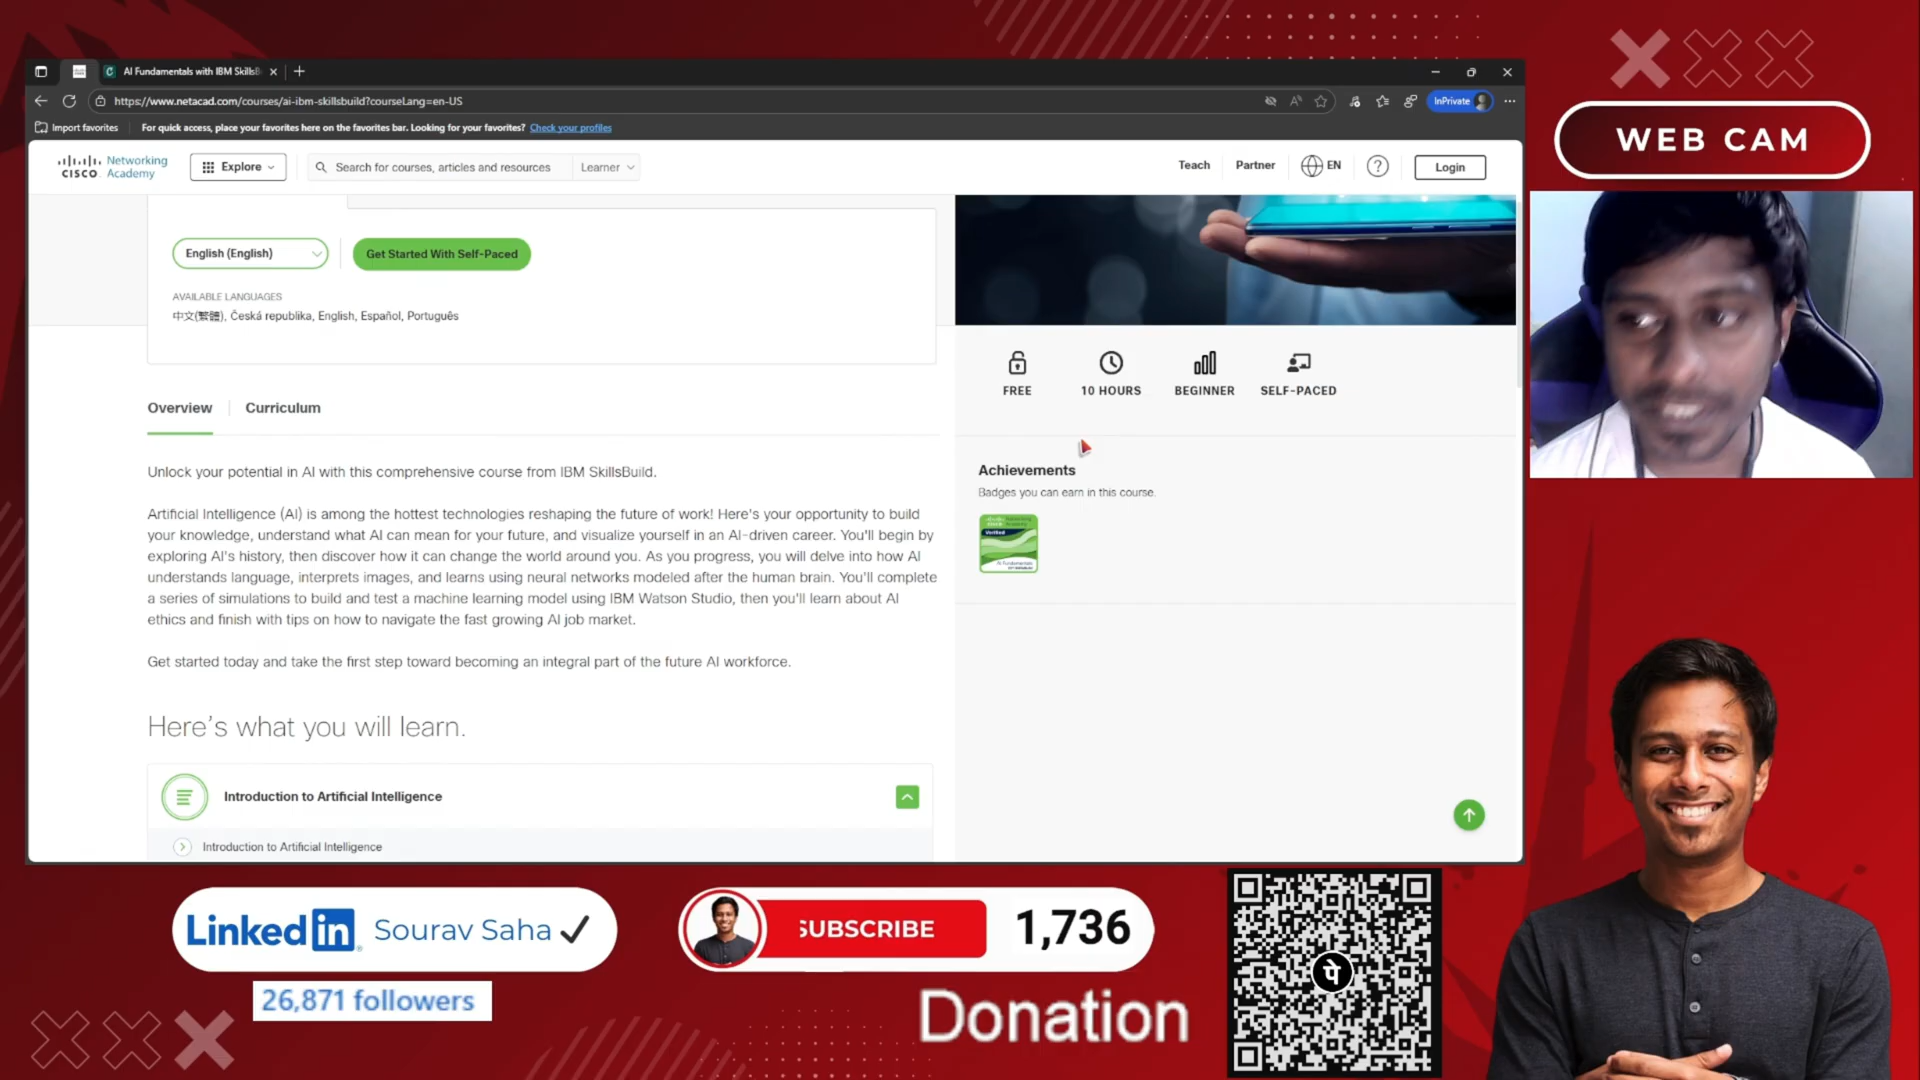 AI Fundamentals with IBM SkillsB
https://www.netacad.com/courses/ai-ibm-skillsbuild?courseLang=en-US
InPrivate
Import favorites
For quick access, place your favorites here on the favorites bar. Looking for your favorites? Check your profiles
CISCO Networking Academy
Explore
Search for courses, articles and resources
Learner
Teach
Partner
EN
Login
English (English)
Get Started With Self-Paced
AVAILABLE LANGUAGES
中文(繁體), Česká republika, English, Español, Português
FREE
10 HOURS
BEGINNER
SELF-PACED
Overview
Curriculum
Achievements
Badges you can earn in this course.
Verified
AI Fundamentals
Unlock your potential in AI with this comprehensive course from IBM SkillsBuild.
Artificial Intelligence (AI) is among the hottest technologies reshaping the future of work! Here's your opportunity to build
your knowledge, understand what AI can mean for your future, and visualize yourself in an AI-driven career. You'll begin by
exploring AI's history, then discover how it can change the world around you. As you progress, you will delve into how AI
understands language, interprets images, and learns using neural networks modeled after the human brain. You'll complete
a series of simulations to build and test a machine learning model using IBM Watson Studio, then you'll learn about AI
ethics and finish with tips on how to navigate the fast growing AI job market.
Get started today and take the first step toward becoming an integral part of the future AI workforce.
Here's what you will learn.
Introduction to Artificial Intelligence
Introduction to Artificial Intelligence
WEB CAM
LinkedIn Sourav Saha
26,871 followers
SUBSCRIBE
1,736
Donation
पे